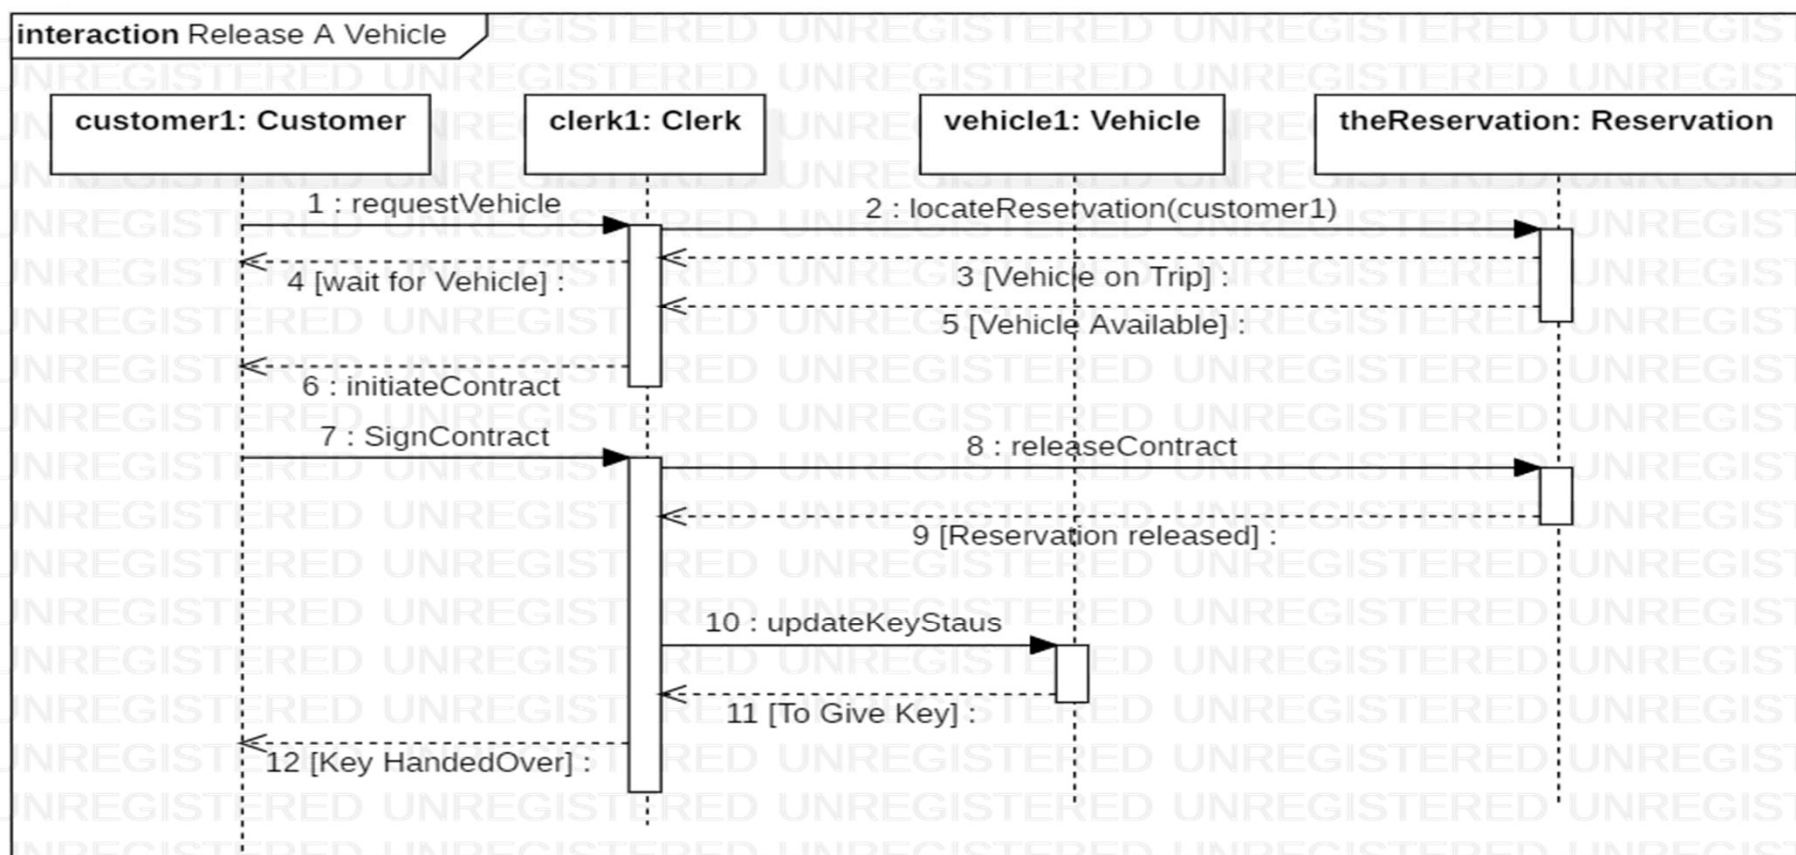 interaction Release A Vehicle
customer1: Customer
clerk1: Clerk
vehicle1: Vehicle
theReservation: Reservation
1 : requestVehicle
2 : locateReservation(customer1)
3 [Vehicle on Trip] :
4 [wait for Vehicle] :
5 [Vehicle Available] :
6 : initiateContract
7 : SignContract
8 : releaseContract
9 [Reservation released] :
10 : updateKeyStaus
11 [To Give Key] :
12 [Key HandedOver] :
UNREGISTERED